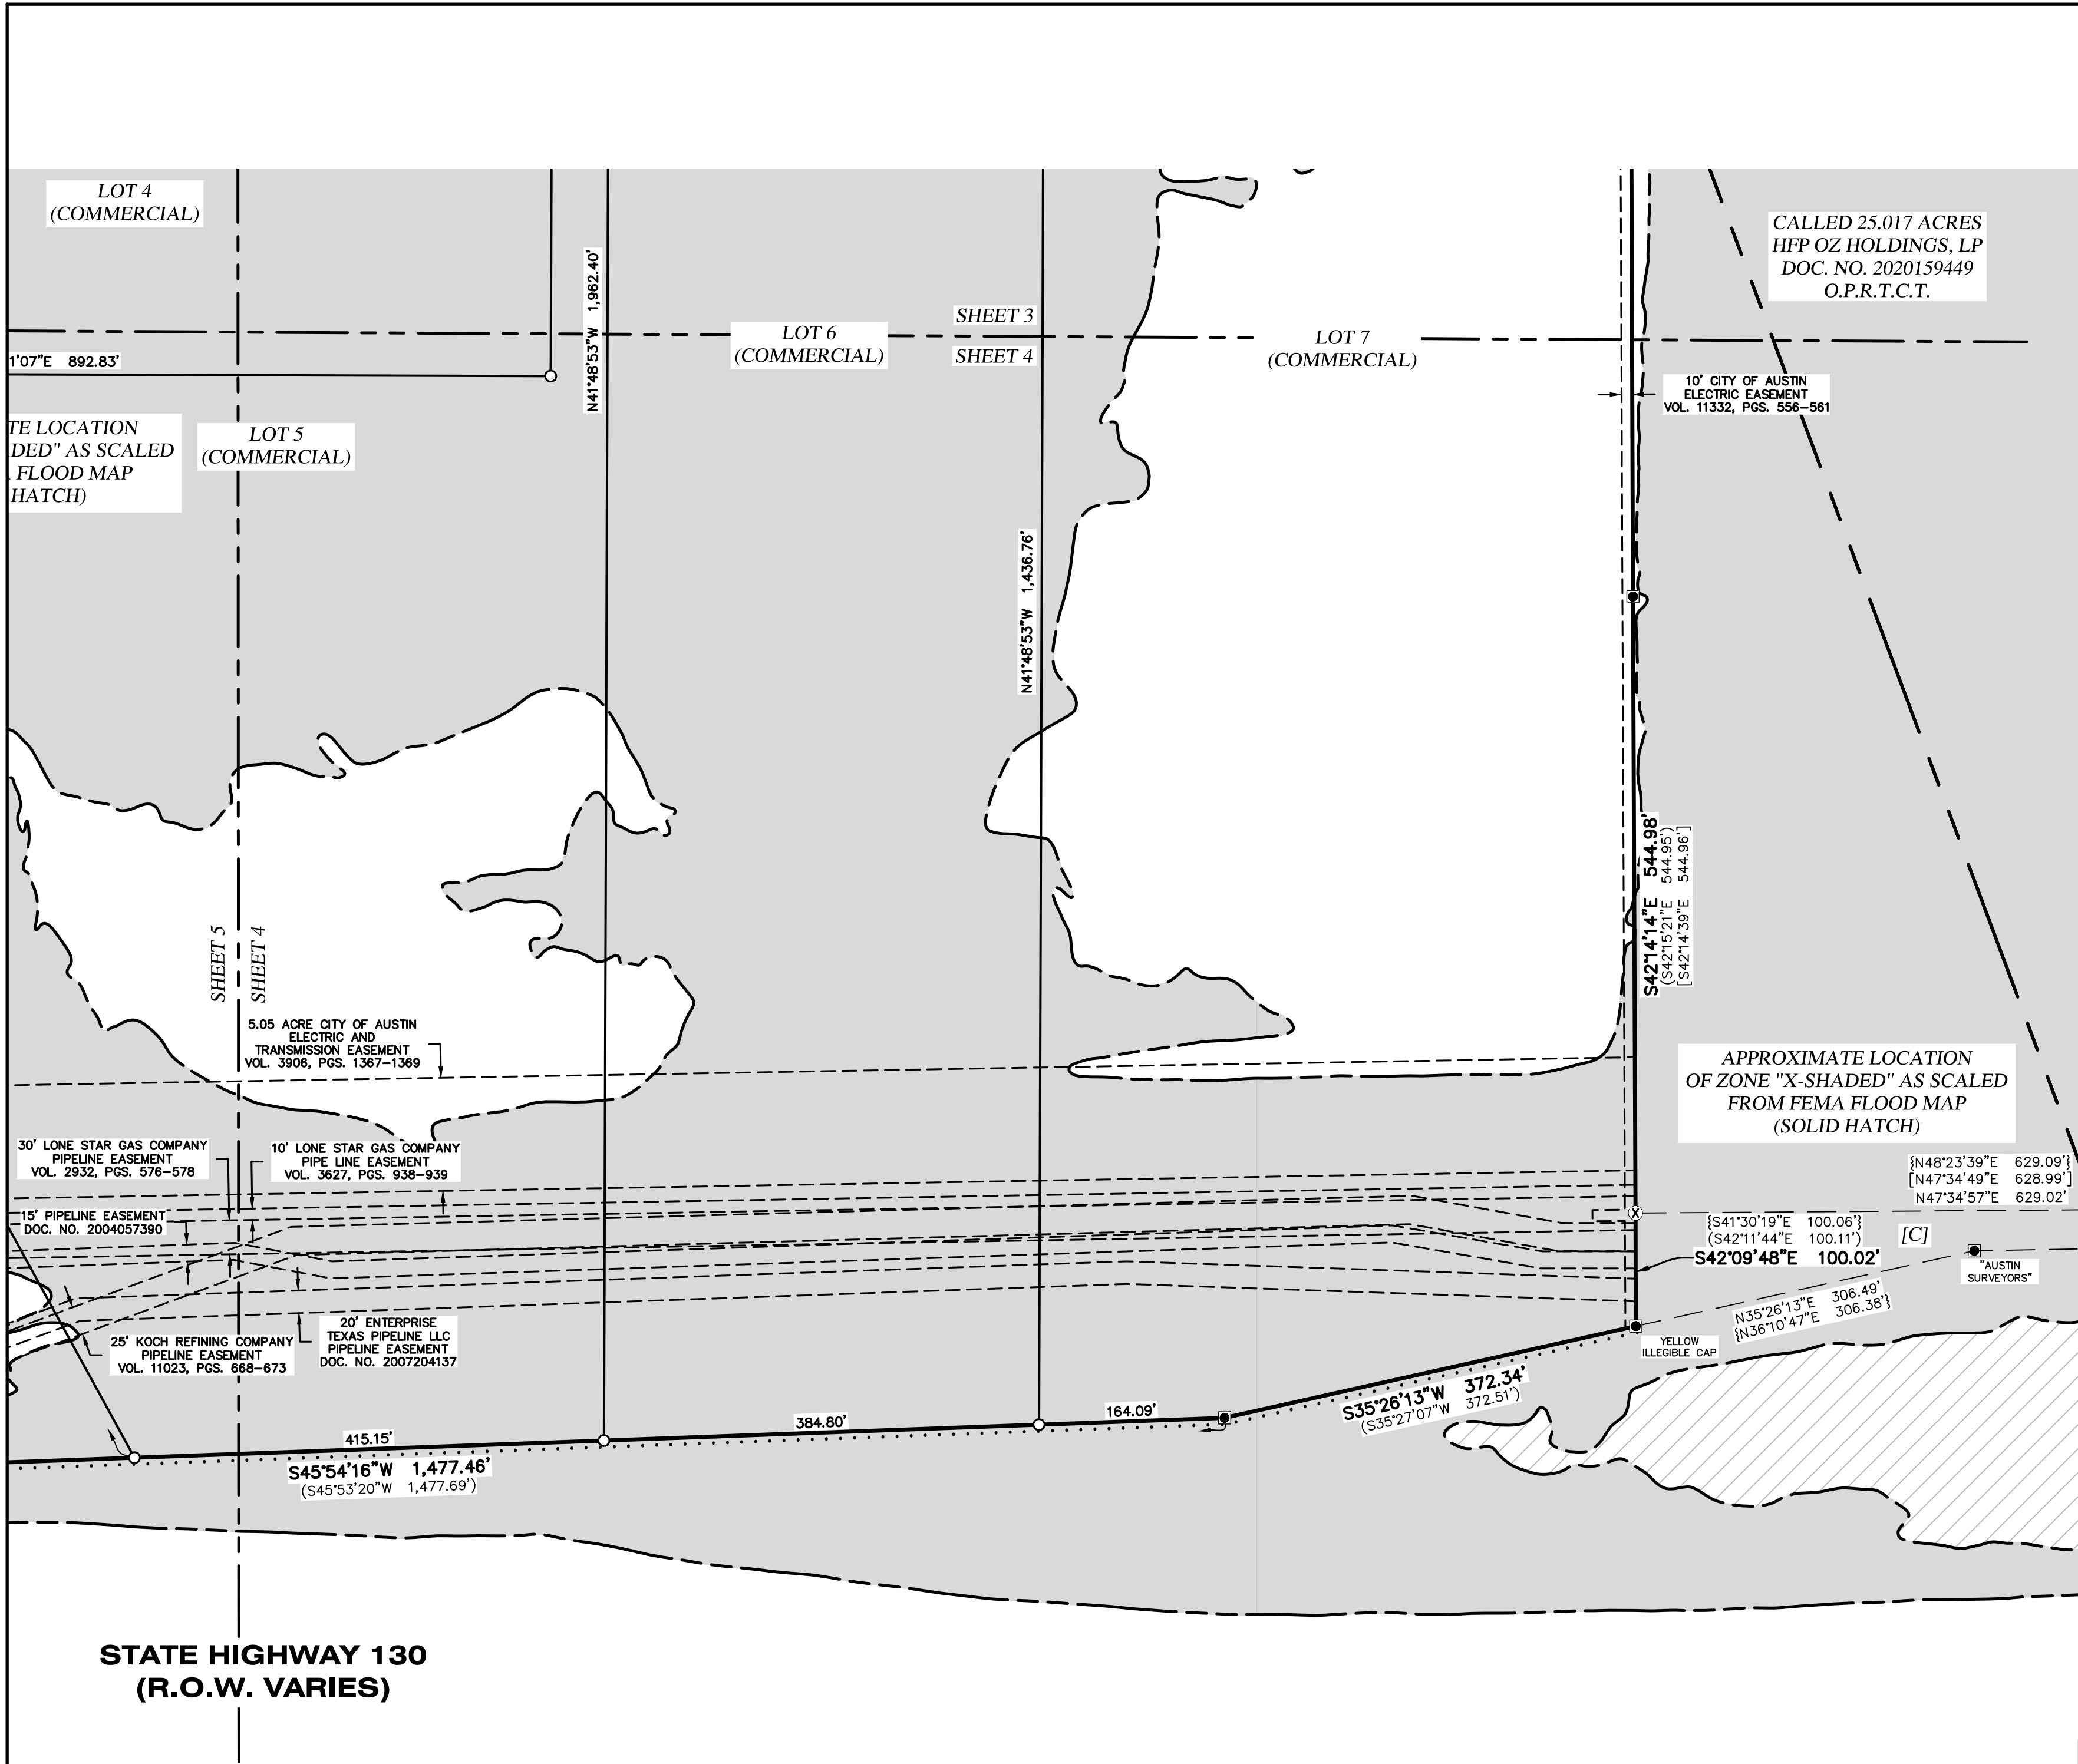 LOT 4
(COMMERCIAL)
CALLED 25.017 ACRES
HFP OZ HOLDINGS, LP
DOC. NO. 2020159449
O.P.R.T.C.T.
N41°48'53"W 1,962.40'
SHEET 3
SHEET 4
LOT 6
(COMMERCIAL)
LOT 7
(COMMERCIAL)
1'07"E 892.83'
10' CITY OF AUSTIN
ELECTRIC EASEMENT
VOL. 11332, PGS. 556-561
TE LOCATION
DED" AS SCALED
FLOOD MAP
HATCH)
LOT 5
(COMMERCIAL)
N41°48'53"W 1,436.76'
S42°14'14"E 544.98'
(S42°15'21"E 544.95')
[S42°14'39"E 544.96']
SHEET 5
SHEET 4
5.05 ACRE CITY OF AUSTIN
ELECTRIC AND
TRANSMISSION EASEMENT
VOL. 3906, PGS. 1367-1369
APPROXIMATE LOCATION
OF ZONE "X-SHADED" AS SCALED
FROM FEMA FLOOD MAP
(SOLID HATCH)
30' LONE STAR GAS COMPANY
PIPELINE EASEMENT
VOL. 2932, PGS. 576-578
10' LONE STAR GAS COMPANY
PIPE LINE EASEMENT
VOL. 3627, PGS. 938-939
{N48°23'39"E 629.09'}
[N47°34'49"E 628.99']
N47°34'57"E 629.02'
15' PIPELINE EASEMENT
DOC. NO. 2004057390
X
{S41°30'19"E 100.06'}
(S42°11'44"E 100.11')
S42°09'48"E 100.02'
[C]
"AUSTIN
SURVEYORS"
N35°26'13"E 306.49'
{N36°10'47"E 306.38'}
YELLOW
ILLEGIBLE CAP
25' KOCH REFINING COMPANY
PIPELINE EASEMENT
VOL. 11023, PGS. 668-673
20' ENTERPRISE
TEXAS PIPELINE LLC
PIPELINE EASEMENT
DOC. NO. 2007204137
S35°26'13"W 372.34'
(S35°27'07"W 372.51')
415.15'
384.80'
164.09'
S45°54'16"W 1,477.46'
(S45°53'20"W 1,477.69')
STATE HIGHWAY 130
(R.O.W. VARIES)